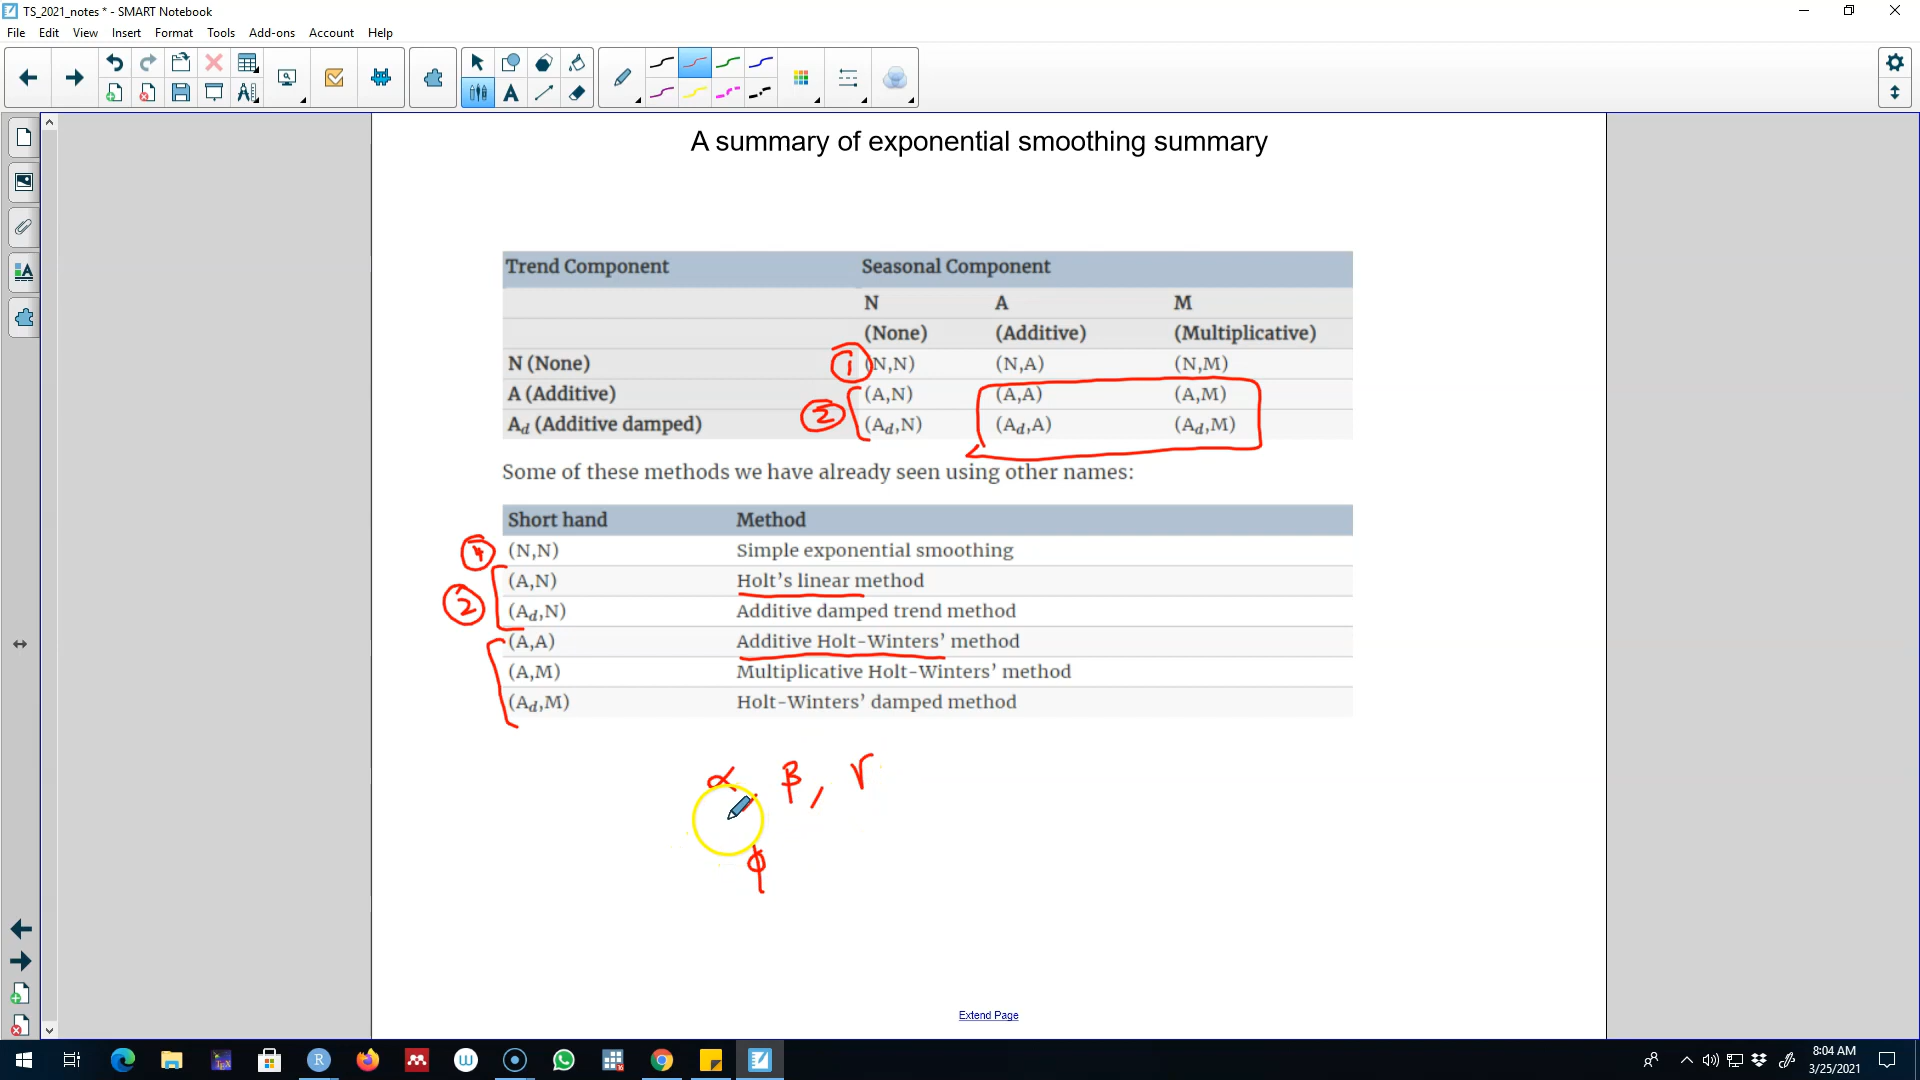 TS_2021_notes * - SMART Notebook
File Edit View Insert Format Tools Add-ons Account Help
A summary of exponential smoothing summary
Trend Component Seasonal Component
N A M
(None) (Additive) (Multiplicative)
N (None) 1 (N,N) (N,A) (N,M)
A (Additive) (A,N) (A,A) (A,M)
2
Ad (Additive damped) (Ad,N) (Ad,A) (Ad,M)
Some of these methods we have already seen using other names:
Short hand Method
(N,N) Simple exponential smoothing
(A,N) Holt's linear method
2
(Ad,N) Additive damped trend method
(A,A) Additive Holt-Winters' method
(A,M) Multiplicative Holt-Winters' method
(Ad,M) Holt-Winters' damped method
α, β, γ
ϕ
Extend Page
8:04 AM
3/25/2021